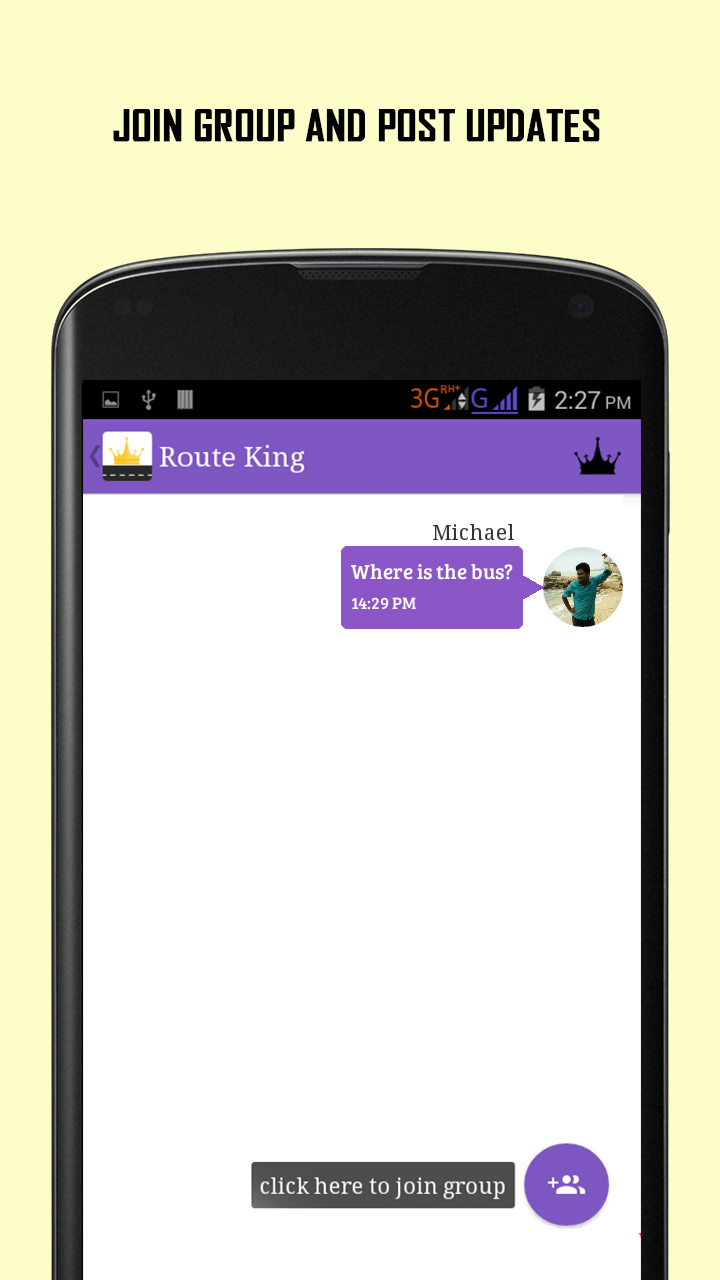 JOIN GROUP AND POST UPDATES
3G RH+ G 2:27 PM
Route King
Michael
Where is the bus?
14:29 PM
click here to join group